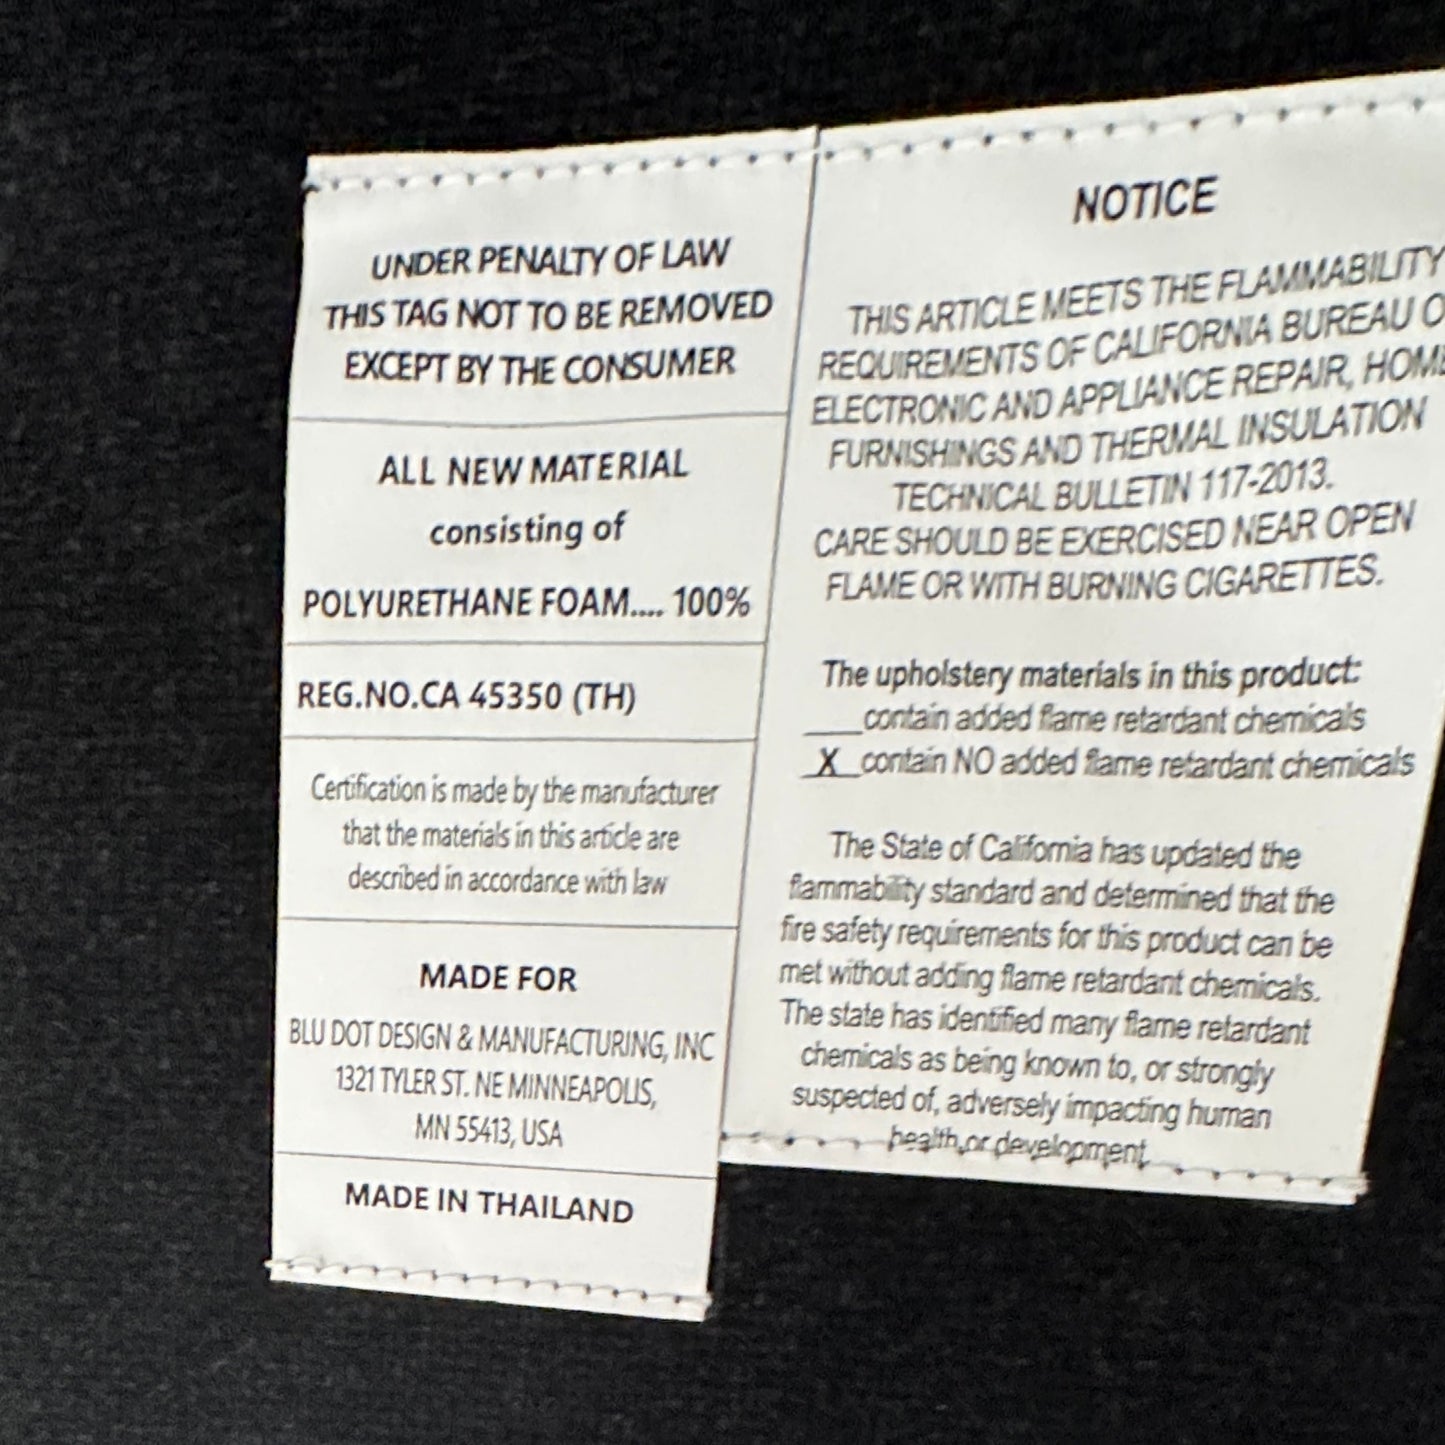 UNDER PENALTY OF LAW
THIS TAG NOT TO BE REMOVED
EXCEPT BY THE CONSUMER
ALL NEW MATERIAL
consisting of
POLYURETHANE FOAM.... 100%
REG.NO.CA 45350 (TH)
Certification is made by the manufacturer
that the materials in this article are
described in accordance with law
MADE FOR
BLU DOT DESIGN & MANUFACTURING, INC
1321 TYLER ST. NE MINNEAPOLIS,
MN 55413, USA
MADE IN THAILAND
NOTICE
THIS ARTICLE MEETS THE FLAMMABILITY
REQUIREMENTS OF CALIFORNIA BUREAU O
ELECTRONIC AND APPLIANCE REPAIR, HOME
FURNISHINGS AND THERMAL INSULATION
TECHNICAL BULLETIN 117-2013.
CARE SHOULD BE EXERCISED NEAR OPEN
FLAME OR WITH BURNING CIGARETTES.
The upholstery materials in this product:
___contain added flame retardant chemicals
_X_contain NO added flame retardant chemicals
The State of California has updated the
flammability standard and determined that the
fire safety requirements for this product can be
met without adding flame retardant chemicals.
The state has identified many flame retardant
chemicals as being known to, or strongly
suspected of, adversely impacting human
health or development